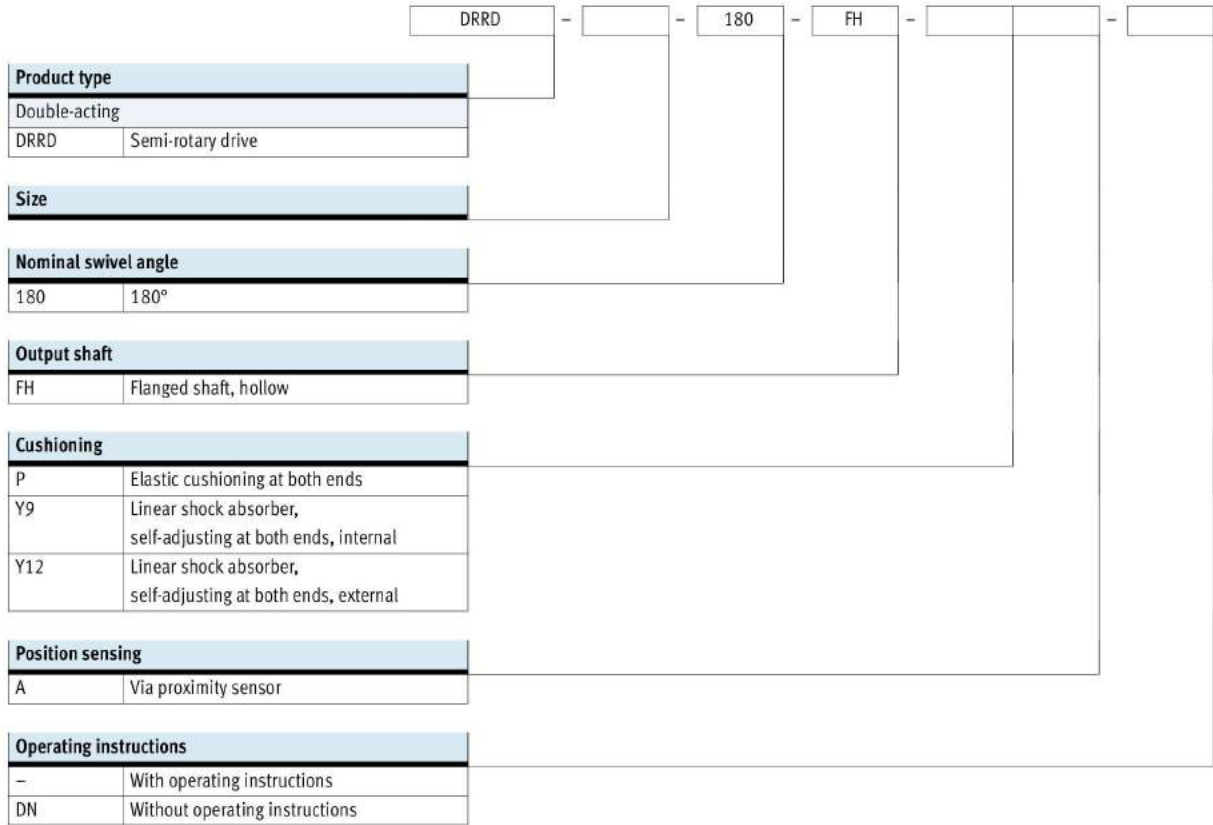 DRRD – – 180 – FH – –
Product type
Double-acting
DRRD Semi-rotary drive
Size
Nominal swivel angle
180 180°
Output shaft
FH Flanged shaft, hollow
Cushioning
P Elastic cushioning at both ends
Y9 Linear shock absorber,
self-adjusting at both ends, internal
Y12 Linear shock absorber,
self-adjusting at both ends, external
Position sensing
A Via proximity sensor
Operating instructions
– With operating instructions
DN Without operating instructions